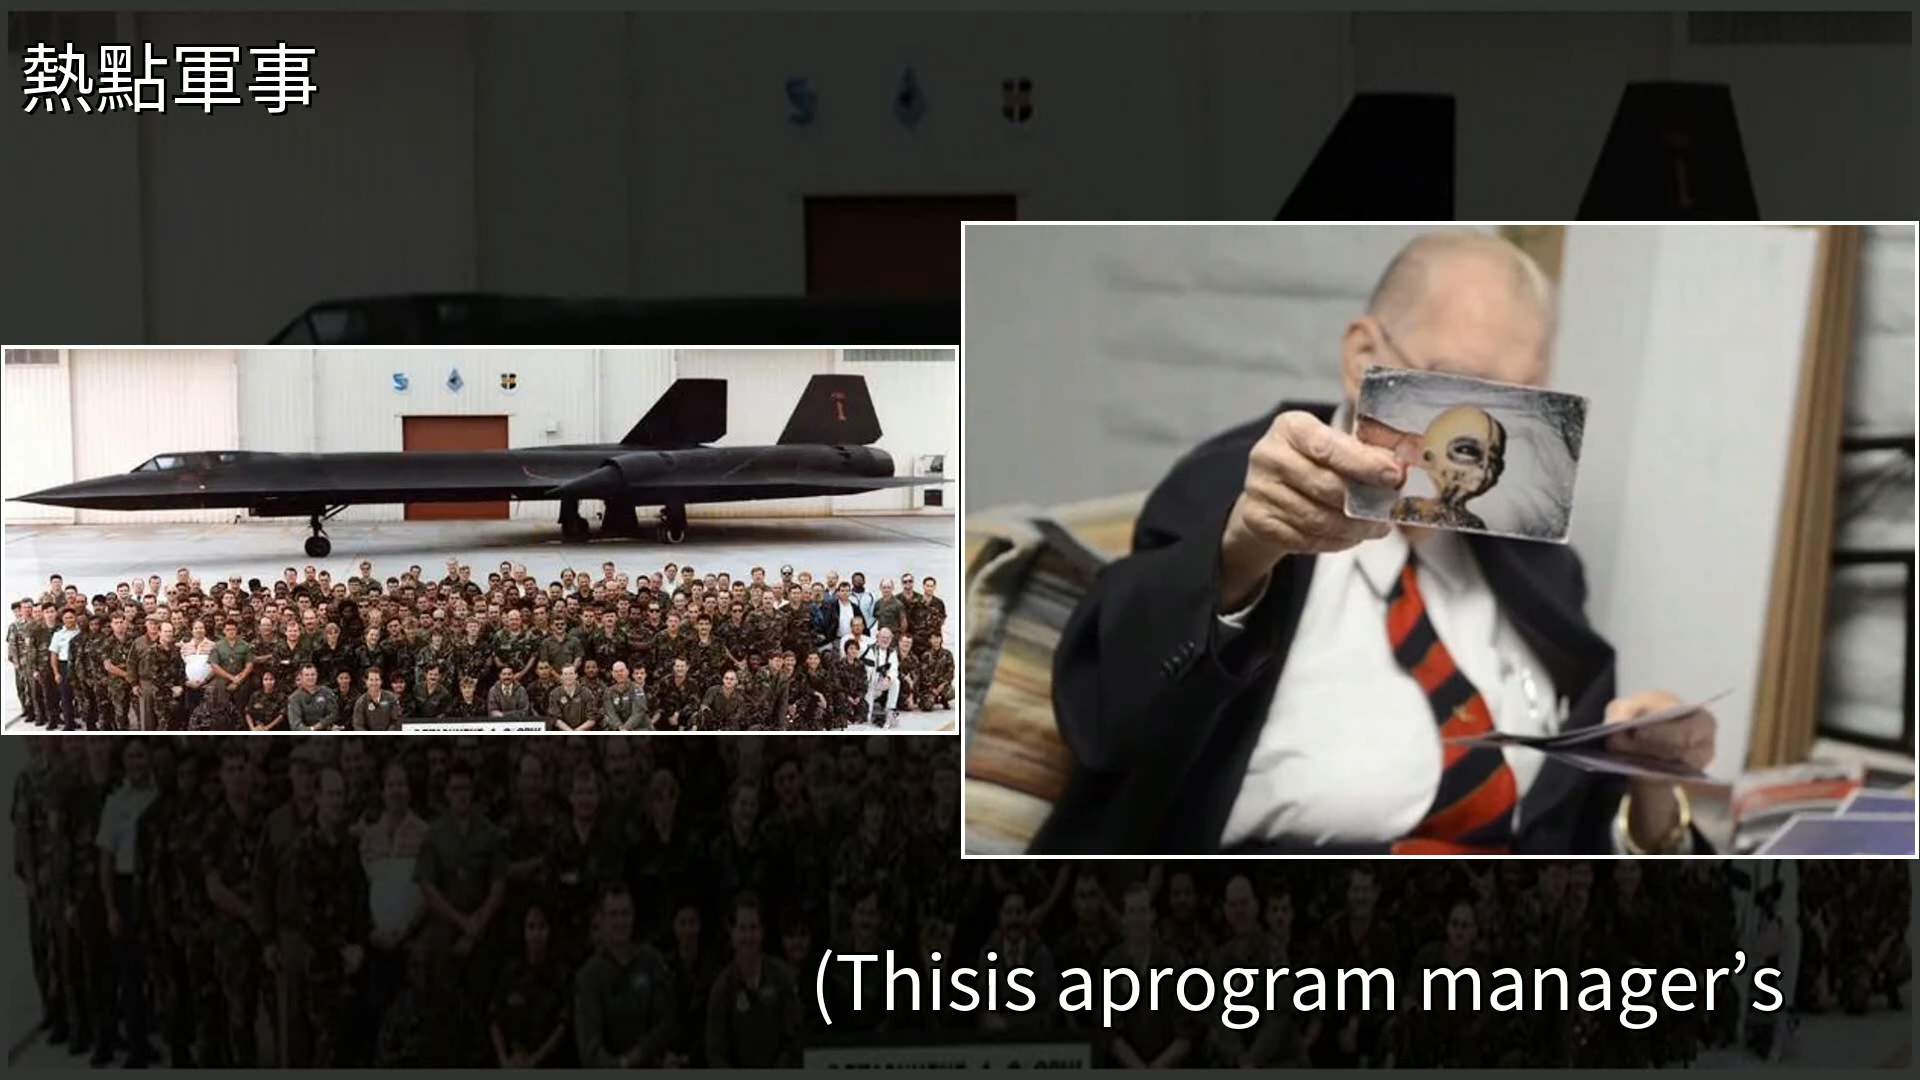 熱點軍事
(Thisis aprogram manager’s